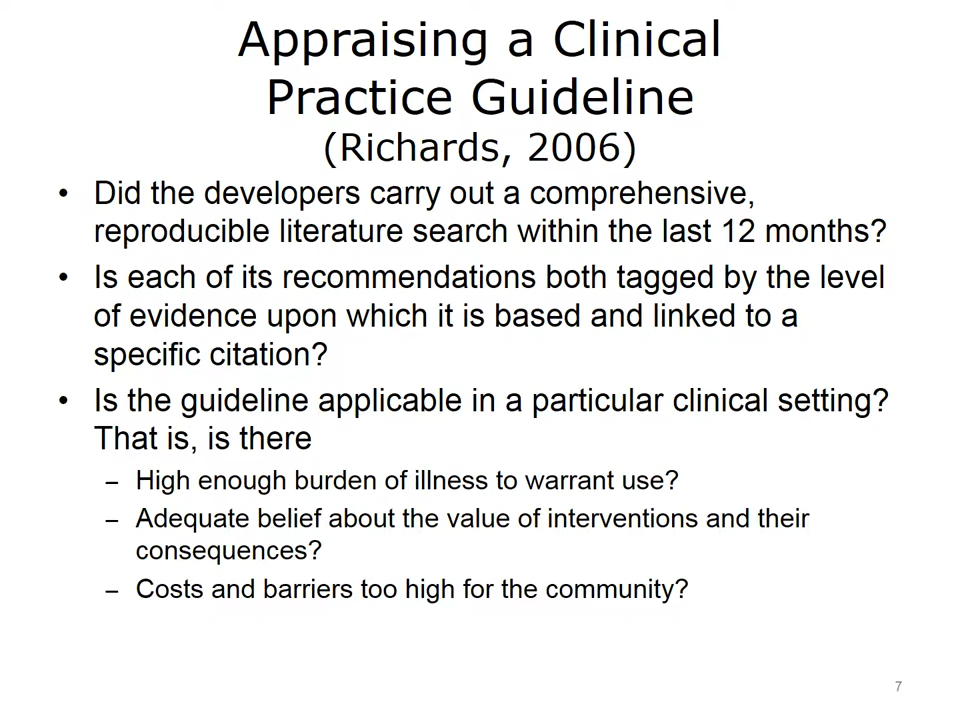 Appraising a Clinical
Practice Guideline
(Richards, 2006)
• Did the developers carry out a comprehensive,
reproducible literature search within the last 12 months?
• Is each of its recommendations both tagged by the level
of evidence upon which it is based and linked to a
specific citation?
• Is the guideline applicable in a particular clinical setting?
That is, is there
– High enough burden of illness to warrant use?
– Adequate belief about the value of interventions and their
consequences?
– Costs and barriers too high for the community?
7